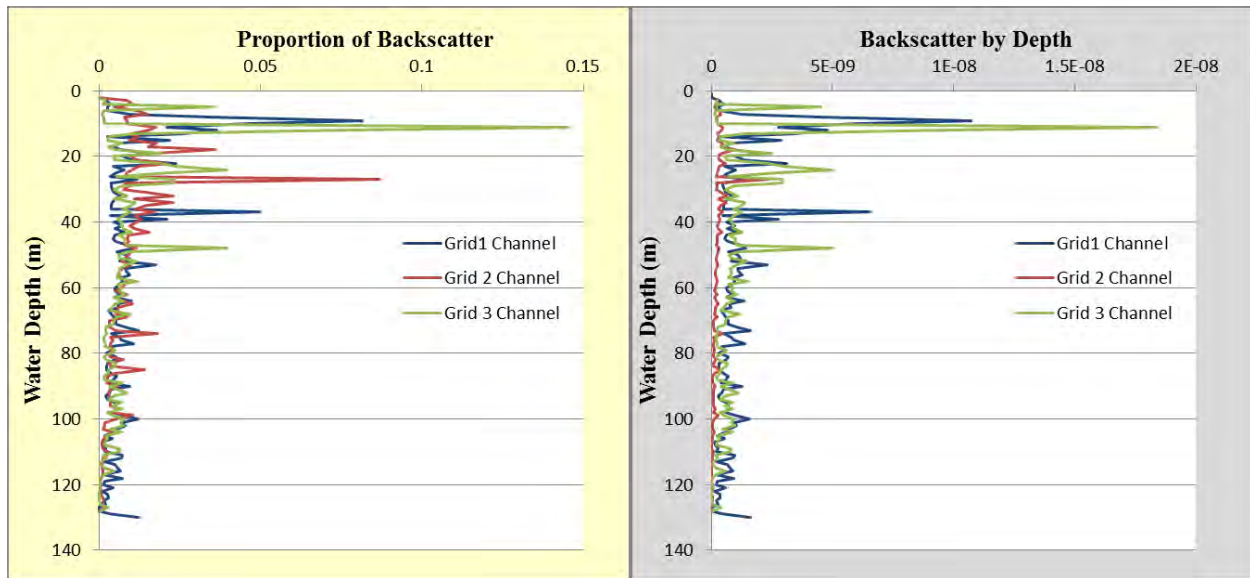 Proportion of Backscatter
0 0.05 0.1 0.15
0
20
40
60
80
100
120
140
Water Depth (m)
Grid1 Channel
Grid 2 Channel
Grid 3 Channel
Backscatter by Depth
0 5E-09 1E-08 1.5E-08 2E-08
0
20
40
60
80
100
120
140
Water Depth (m)
Grid1 Channel
Grid 2 Channel
Grid 3 Channel